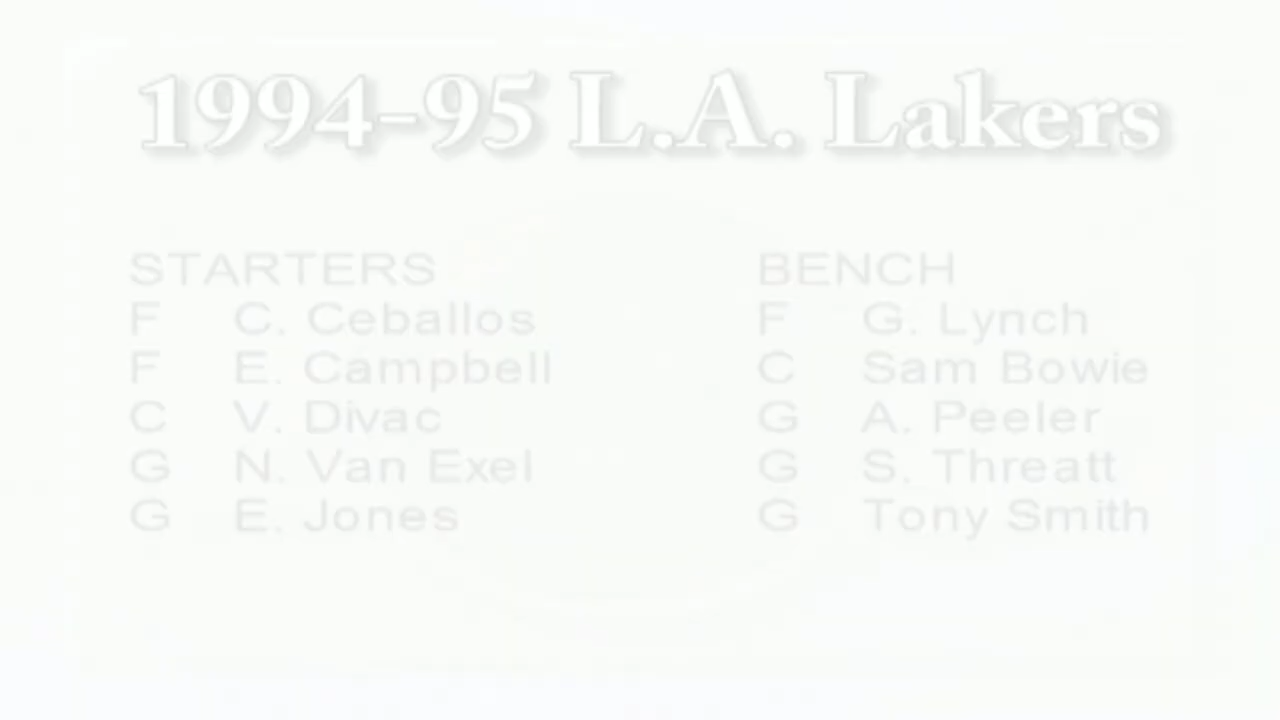 1994-95 L.A. Lakers
STARTERS
F C. Ceballos
F E. Campbell
C V. Divac
G N. Van Exel
G E. Jones
BENCH
F G. Lynch
C Sam Bowie
G A. Peeler
G S. Threatt
G Tony Smith